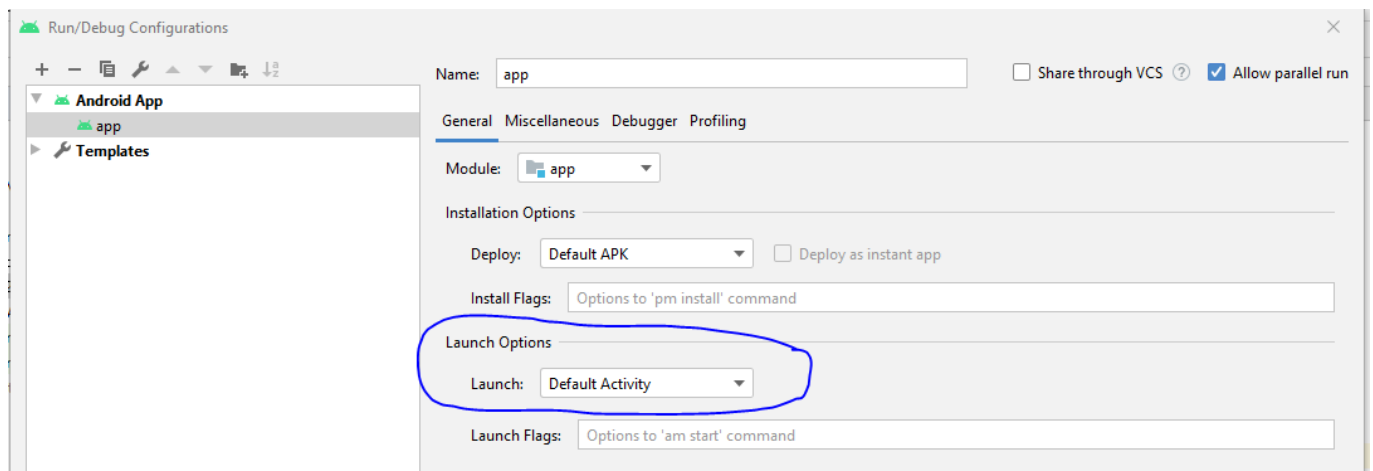 Run/Debug Configurations
Name: app Share through VCS ? Allow parallel run
Android App
app
Templates
General Miscellaneous Debugger Profiling
Module: app
Installation Options
Deploy: Default APK Deploy as instant app
Install Flags: Options to 'pm install' command
Launch Options
Launch: Default Activity
Launch Flags: Options to 'am start' command